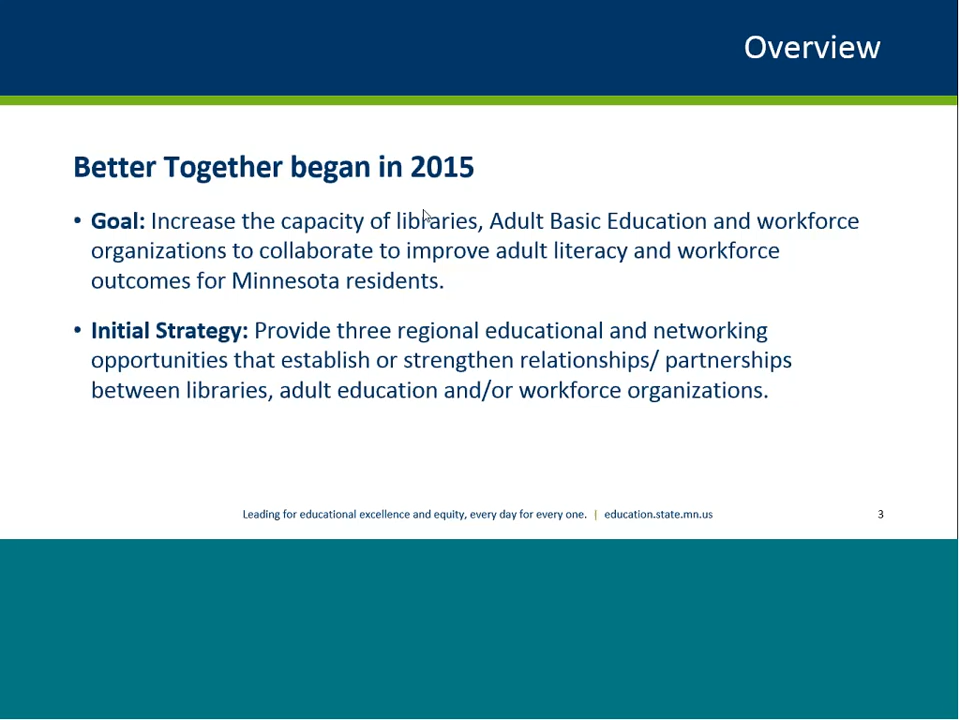 Overview
Better Together began in 2015
• Goal: Increase the capacity of libraries, Adult Basic Education and workforce
organizations to collaborate to improve adult literacy and workforce
outcomes for Minnesota residents.
• Initial Strategy: Provide three regional educational and networking
opportunities that establish or strengthen relationships/ partnerships
between libraries, adult education and/or workforce organizations.
Leading for educational excellence and equity, every day for every one. | education.state.mn.us
3